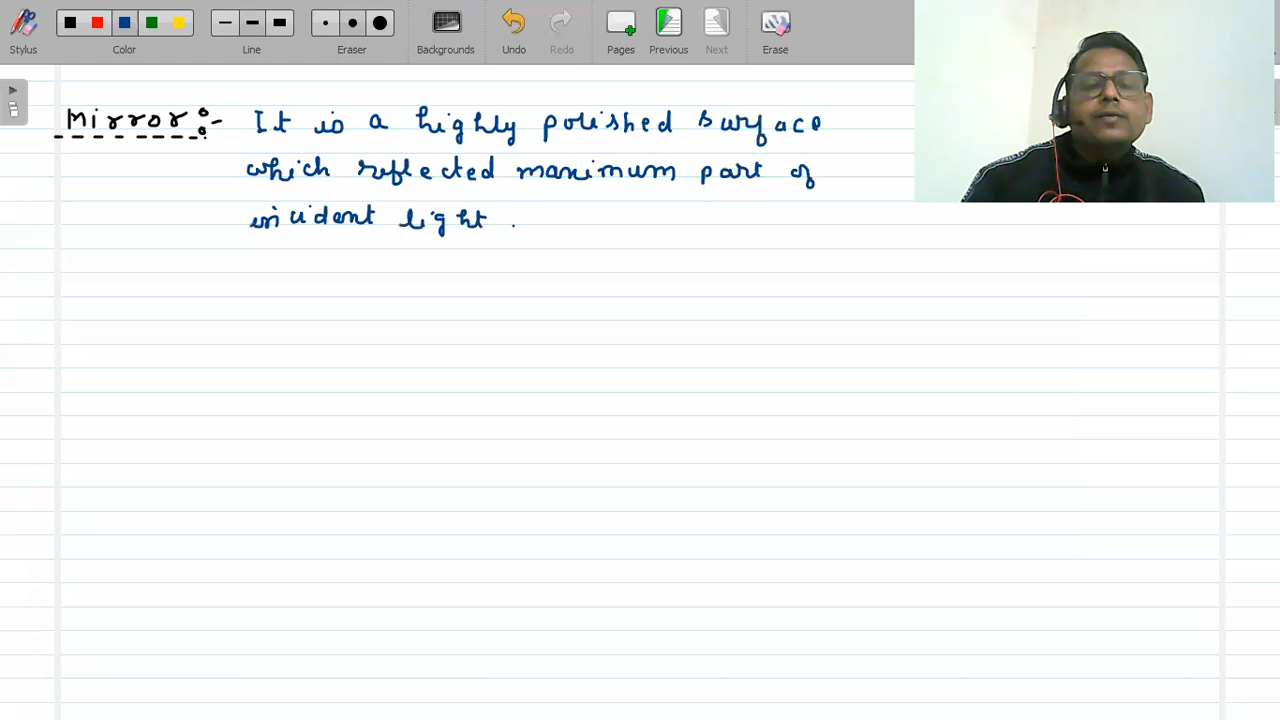 Stylus Color Line Eraser Backgrounds Undo Redo Pages Previous Next Erase
Mirror :- It is a highly polished surface
which reflected maximum part of
incident light .